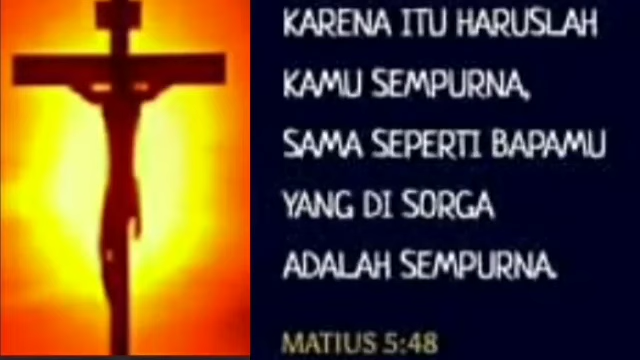 KARENA ITU HARUSLAH
KAMU SEMPURNA,
SAMA SEPERTI BAPAMU
YANG DI SORGA
ADALAH SEMPURNA.
MATIUS 5:48